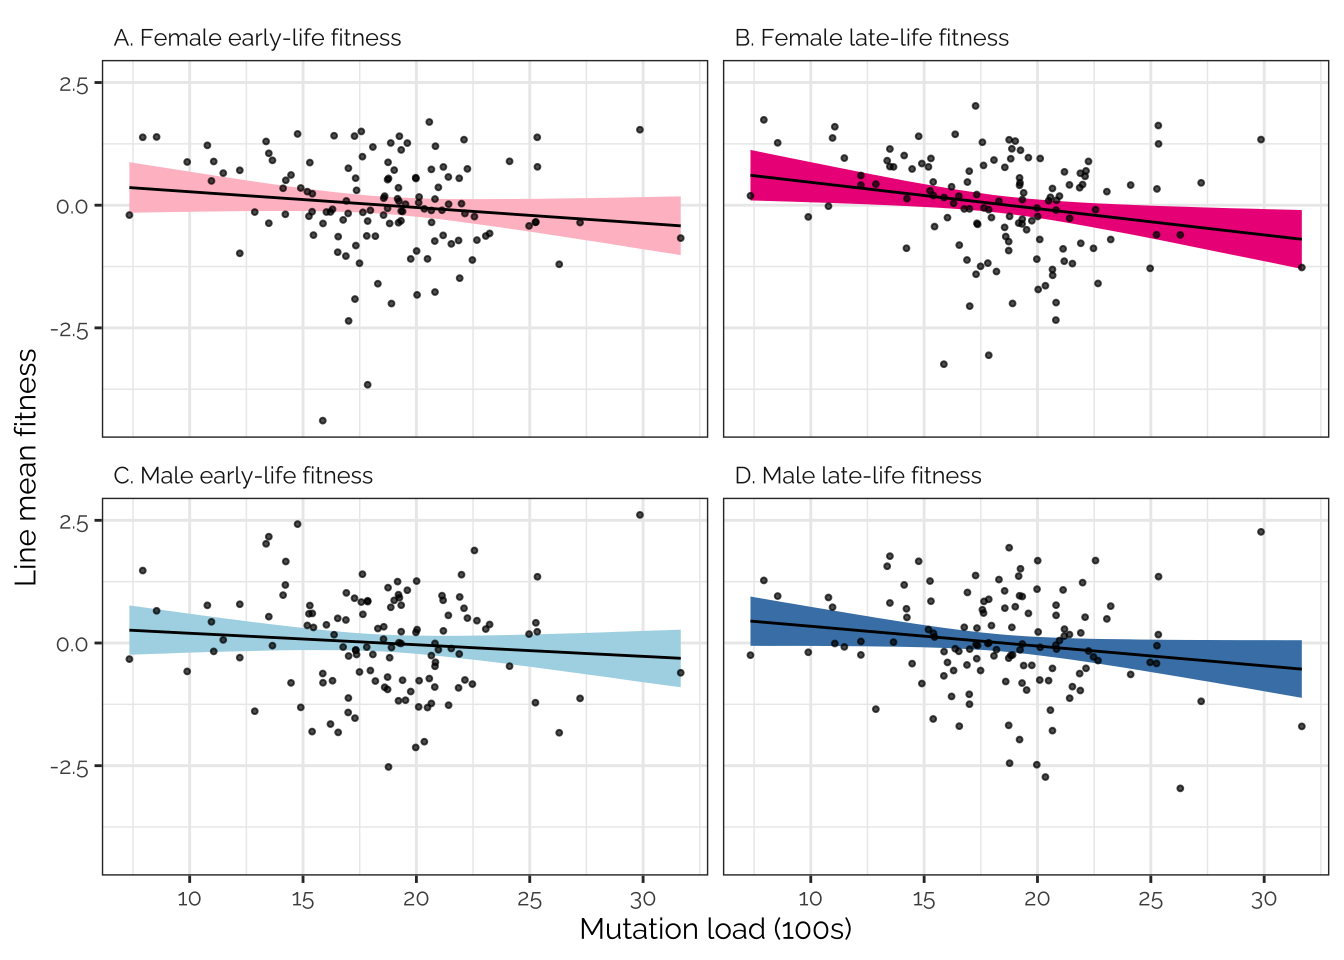 A. Female early-life fitness
B. Female late-life fitness
2.5
0.0
-2.5
Line mean fitness
C. Male early-life fitness
D. Male late-life fitness
2.5
0.0
-2.5
10 15 20 25 30
10 15 20 25 30
Mutation load (100s)